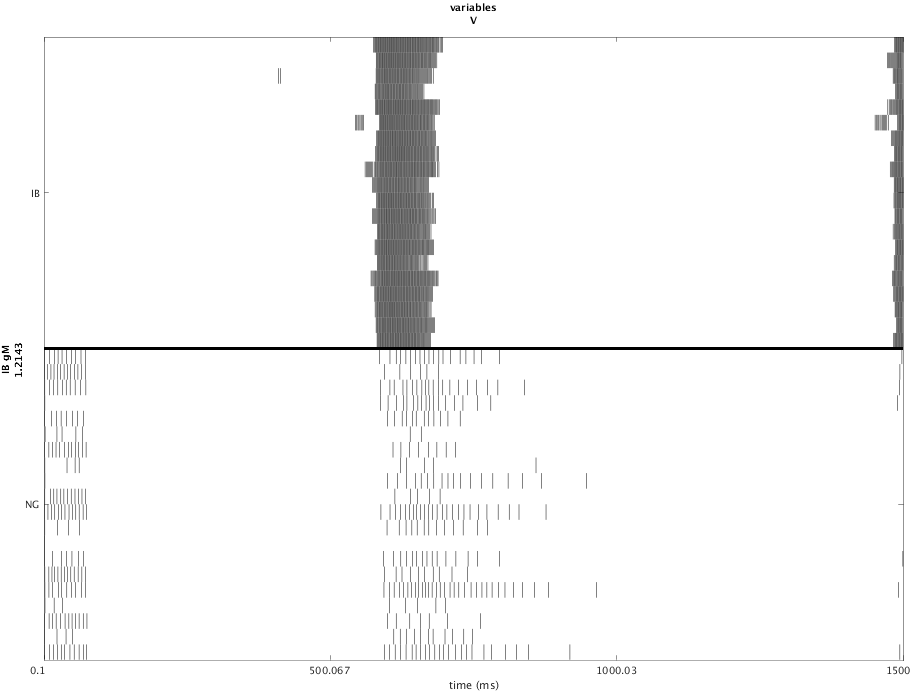 variables
V
IB
IB gM
1.2143
NG
0.1
500.067
1000.03
1500
time (ms)